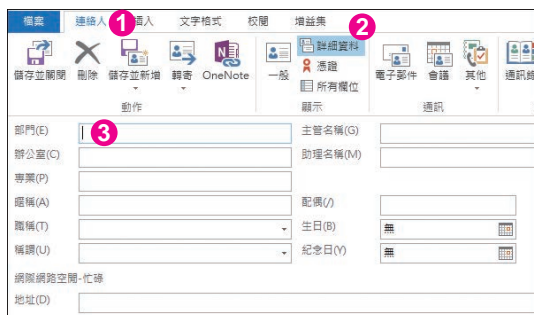 檔案 連絡人 1 插入 文字格式 校閱 增益集 2
儲存並關閉 刪除 儲存並新增 轉寄 OneNote 一般 詳細資料 憑證 所有欄位 電子郵件 會議 其他 通訊錄
動作 顯示 通訊
部門(E) 3 主管名稱(G)
辦公室(C) 助理名稱(M)
專業(P)
暱稱(A) 配偶(/)
職稱(T) 生日(B) 無
稱謂(U) 紀念日(Y) 無
網際網路空閒-忙碌
地址(D)